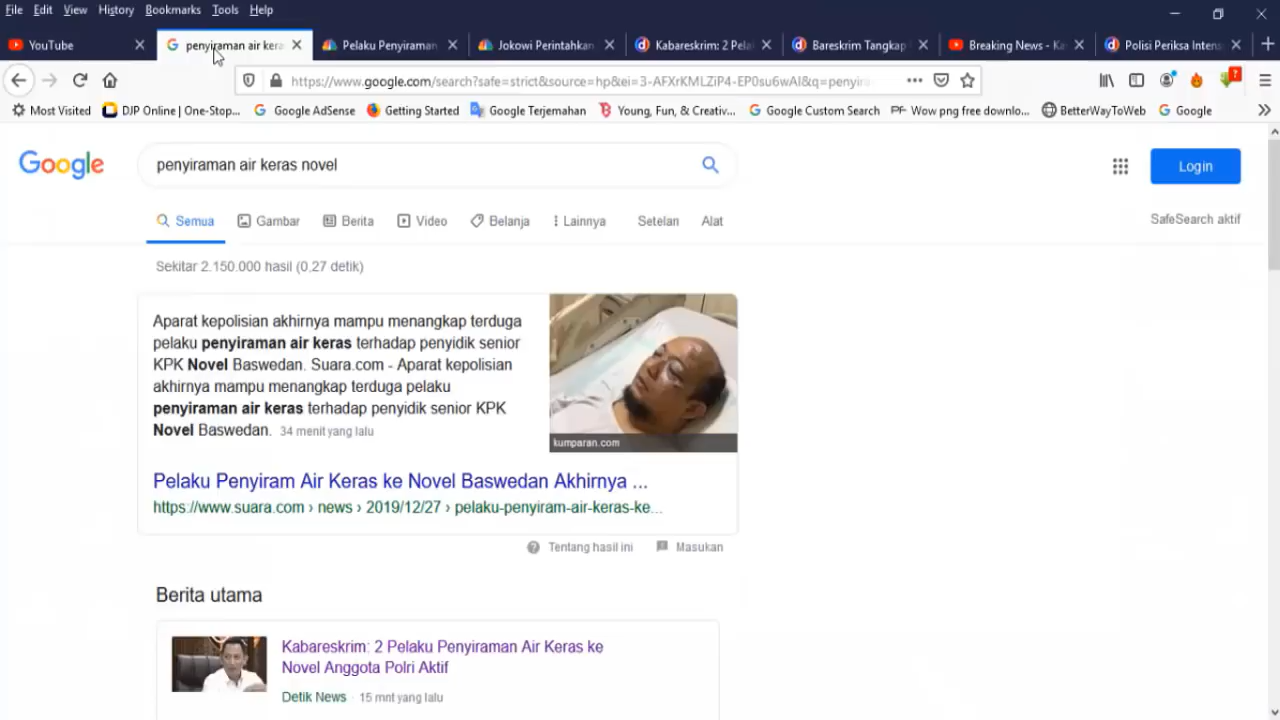 File Edit View History Bookmarks Tools Help
YouTube
penyiraman air kera
Pelaku Penyiraman
Jokowi Perintahkan
Kabareskrim: 2 Pela
Bareskrim Tangkap
Breaking News - Ka
Polisi Periksa Inten
https://www.google.com/search?safe=strict&source=hp&ei=3-AFXrKMLZiP4-EP0su6wAI&q=penyira
Most Visited
DJP Online | One-Stop...
Google AdSense
Getting Started
Google Terjemahan
Young, Fun, & Creativ...
Google Custom Search
Wow png free downlo...
BetterWayToWeb
Google
Google
penyiraman air keras novel
Login
Semua
Gambar
Berita
Video
Belanja
Lainnya
Setelan
Alat
SafeSearch aktif
Sekitar 2.150.000 hasil (0,27 detik)
Aparat kepolisian akhirnya mampu menangkap terduga
pelaku penyiraman air keras terhadap penyidik senior
KPK Novel Baswedan. Suara.com - Aparat kepolisian
akhirnya mampu menangkap terduga pelaku
penyiraman air keras terhadap penyidik senior KPK
Novel Baswedan. 34 menit yang lalu
kumparan.com
Pelaku Penyiram Air Keras ke Novel Baswedan Akhirnya ...
https://www.suara.com › news › 2019/12/27 › pelaku-penyiram-air-keras-ke...
Tentang hasil ini
Masukan
Berita utama
Kabareskrim: 2 Pelaku Penyiraman Air Keras ke
Novel Anggota Polri Aktif
Detik News · 15 mnt yang lalu